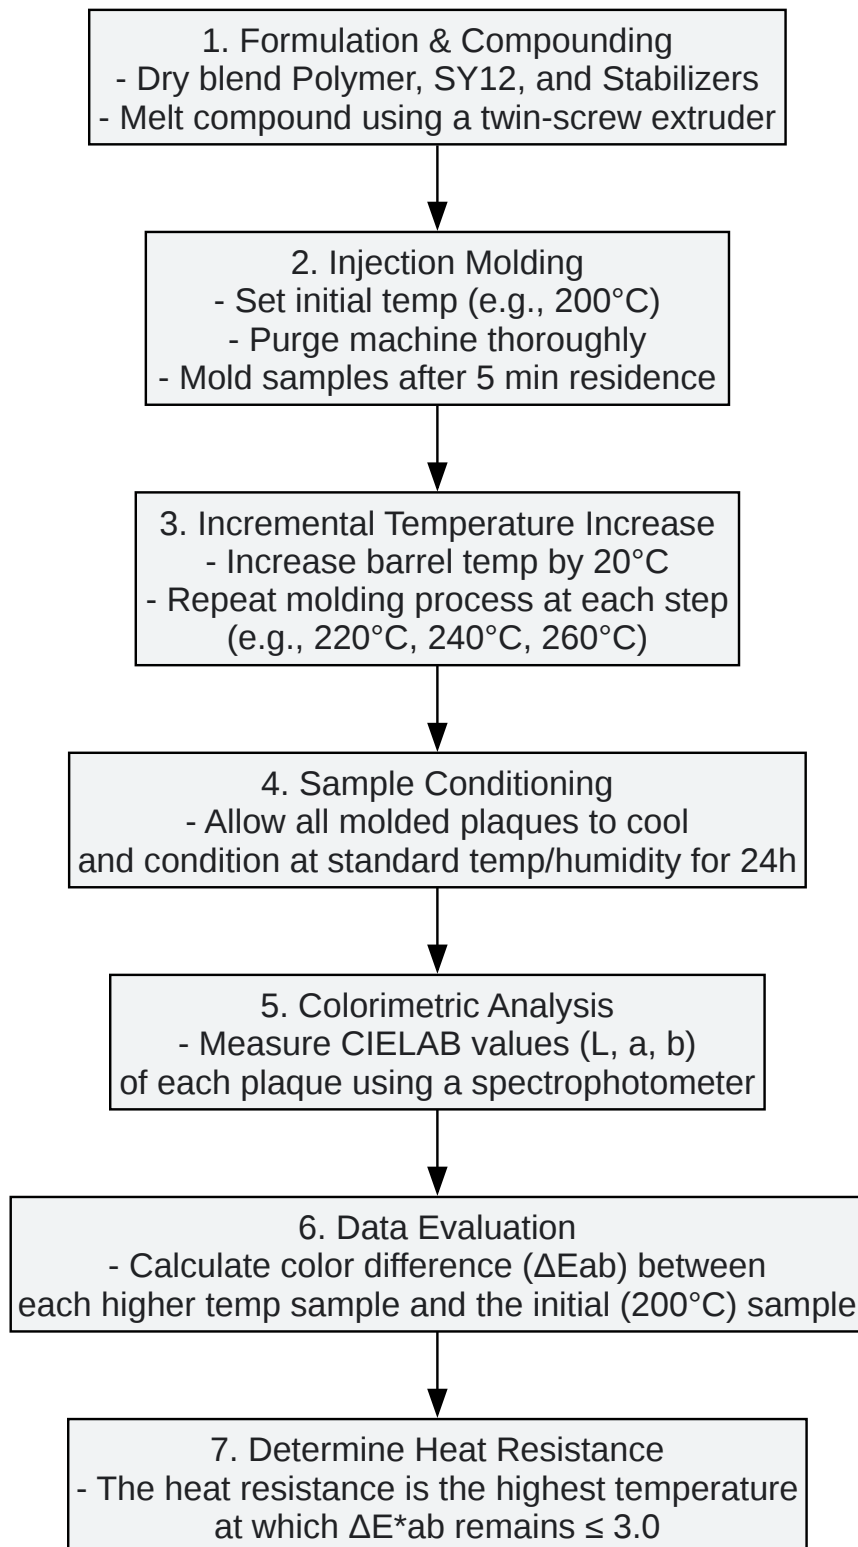 1. Formulation & Compounding
- Dry blend Polymer, SY12, and Stabilizers
- Melt compound using a twin-screw extruder
2. Injection Molding
- Set initial temp (e.g., 200°C)
- Purge machine thoroughly
- Mold samples after 5 min residence
3. Incremental Temperature Increase
- Increase barrel temp by 20°C
- Repeat molding process at each step
(e.g., 220°C, 240°C, 260°C)
4. Sample Conditioning
- Allow all molded plaques to cool
and condition at standard temp/humidity for 24h
5. Colorimetric Analysis
- Measure CIELAB values (L, a, b)
of each plaque using a spectrophotometer
6. Data Evaluation
- Calculate color difference (ΔEab) between
each higher temp sample and the initial (200°C) sample
7. Determine Heat Resistance
- The heat resistance is the highest temperature
at which ΔE*ab remains ≤ 3.0